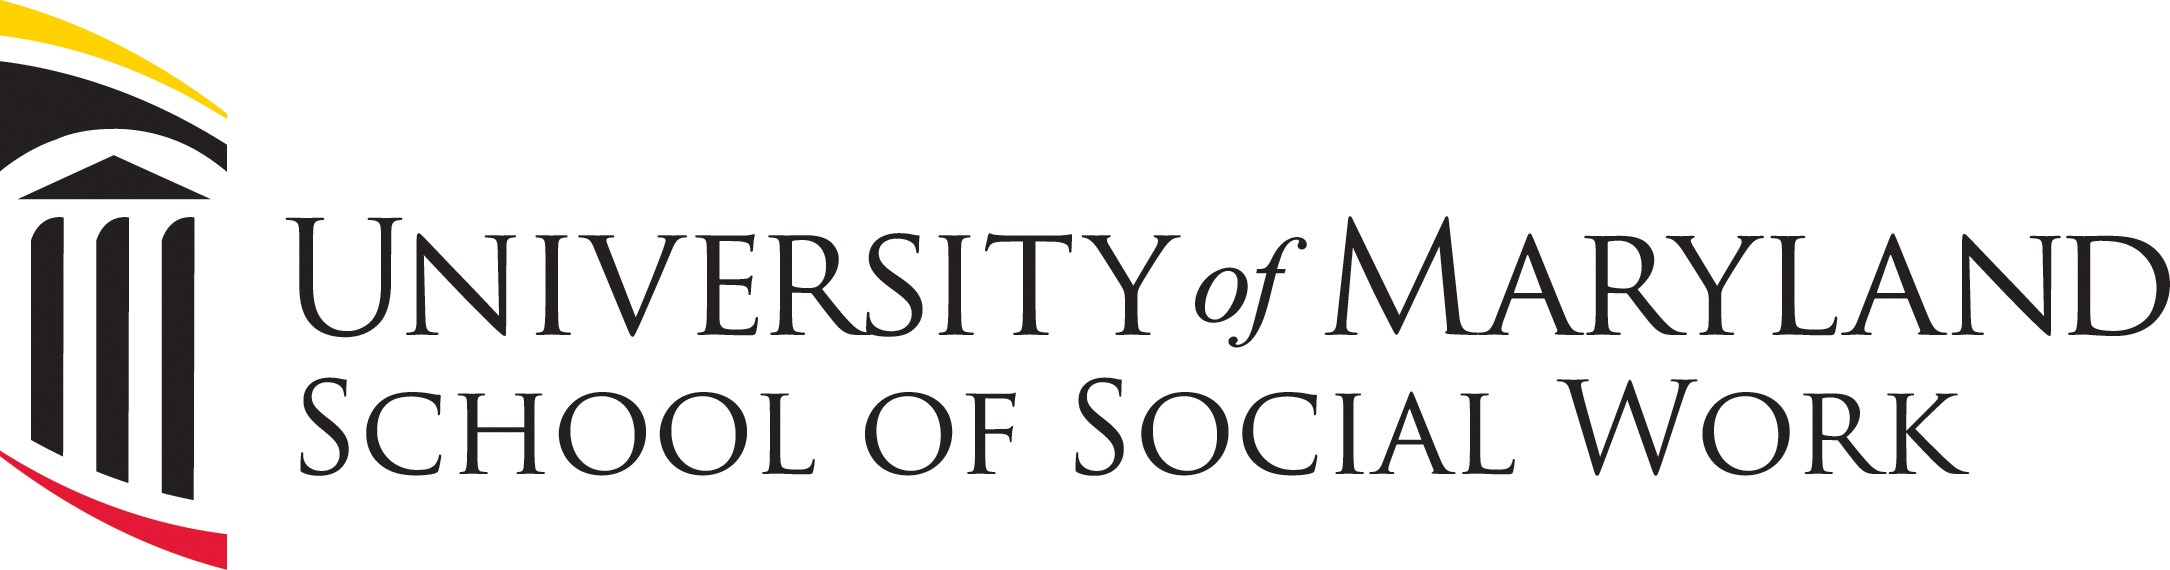 UNIVERSITY of MARYLAND
SCHOOL OF SOCIAL WORK